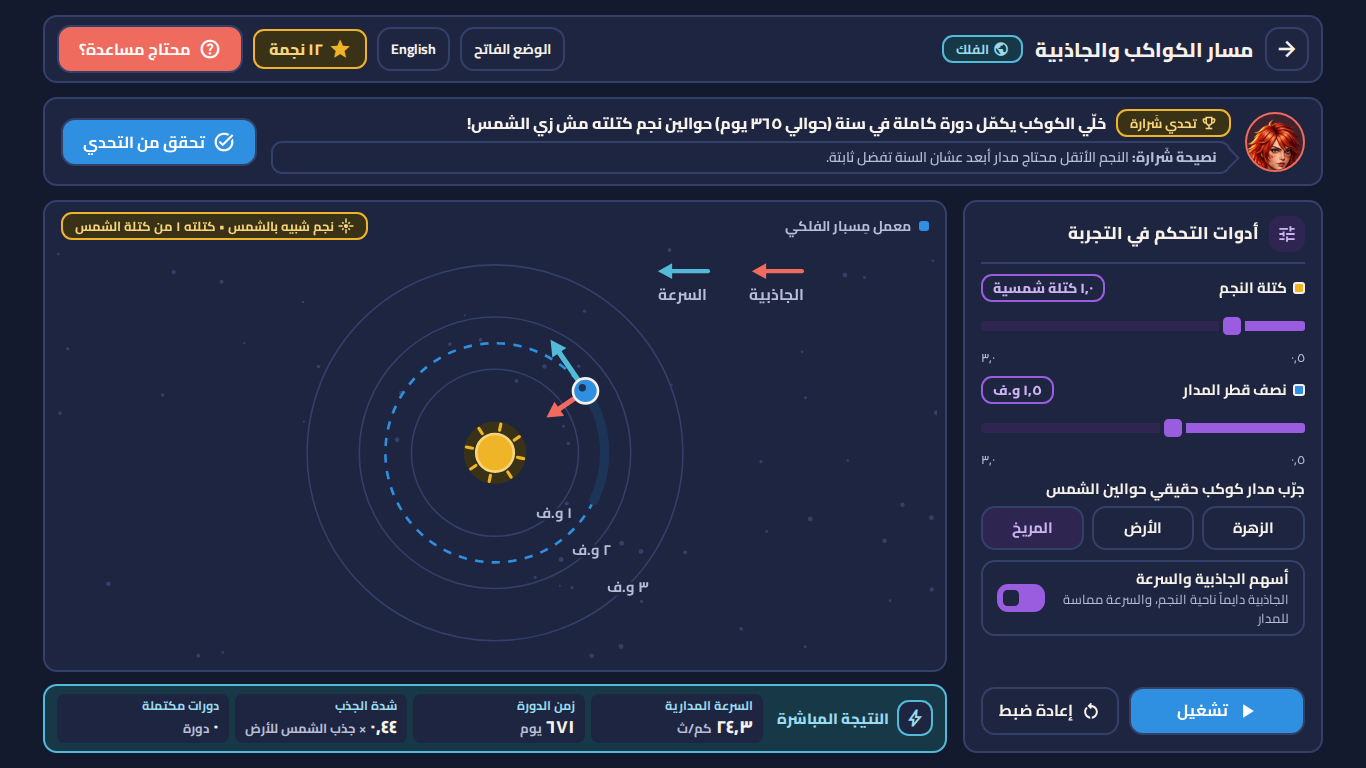 مسار الكواكب والجاذبية
الفلك
الوضع الفاتح
English
١٢ نجمة
محتاج مساعدة؟
تحدي شرارة
خلّي الكوكب يكمّل دورة كاملة في سنة (حوالي ٣٦٥ يوم) حوالين نجم كتلته مش زي الشمس!
نصيحة شرارة: النجم الأتقل محتاج مدار أبعد عشان السنة تفضل ثابتة.
تحقق من التحدي
أدوات التحكم في التجربة
كتلة النجم
١,٠ كتلة شمسية
٠,٥
٣,٠
نصف قطر المدار
١,٥ و.ف
٠,٥
٣,٠
جرّب مدار كوكب حقيقي حوالين الشمس
الزهرة
الأرض
المريخ
أسهم الجاذبية والسرعة
الجاذبية دايماً ناحية النجم، والسرعة مماسة
للمدار
تشغيل
إعادة ضبط
معمل مِسبار الفلكي
نجم شبيه بالشمس • كتلته ١ من كتلة الشمس
الجاذبية
السرعة
١ و.ف
٢ و.ف
٣ و.ف
النتيجة المباشرة
السرعة المدارية
٢٤,٣ كم/ث
زمن الدورة
٦٧١ يوم
شدة الجذب
٠,٤٤ × جذب الشمس للأرض
دورات مكتملة
٠ دورة